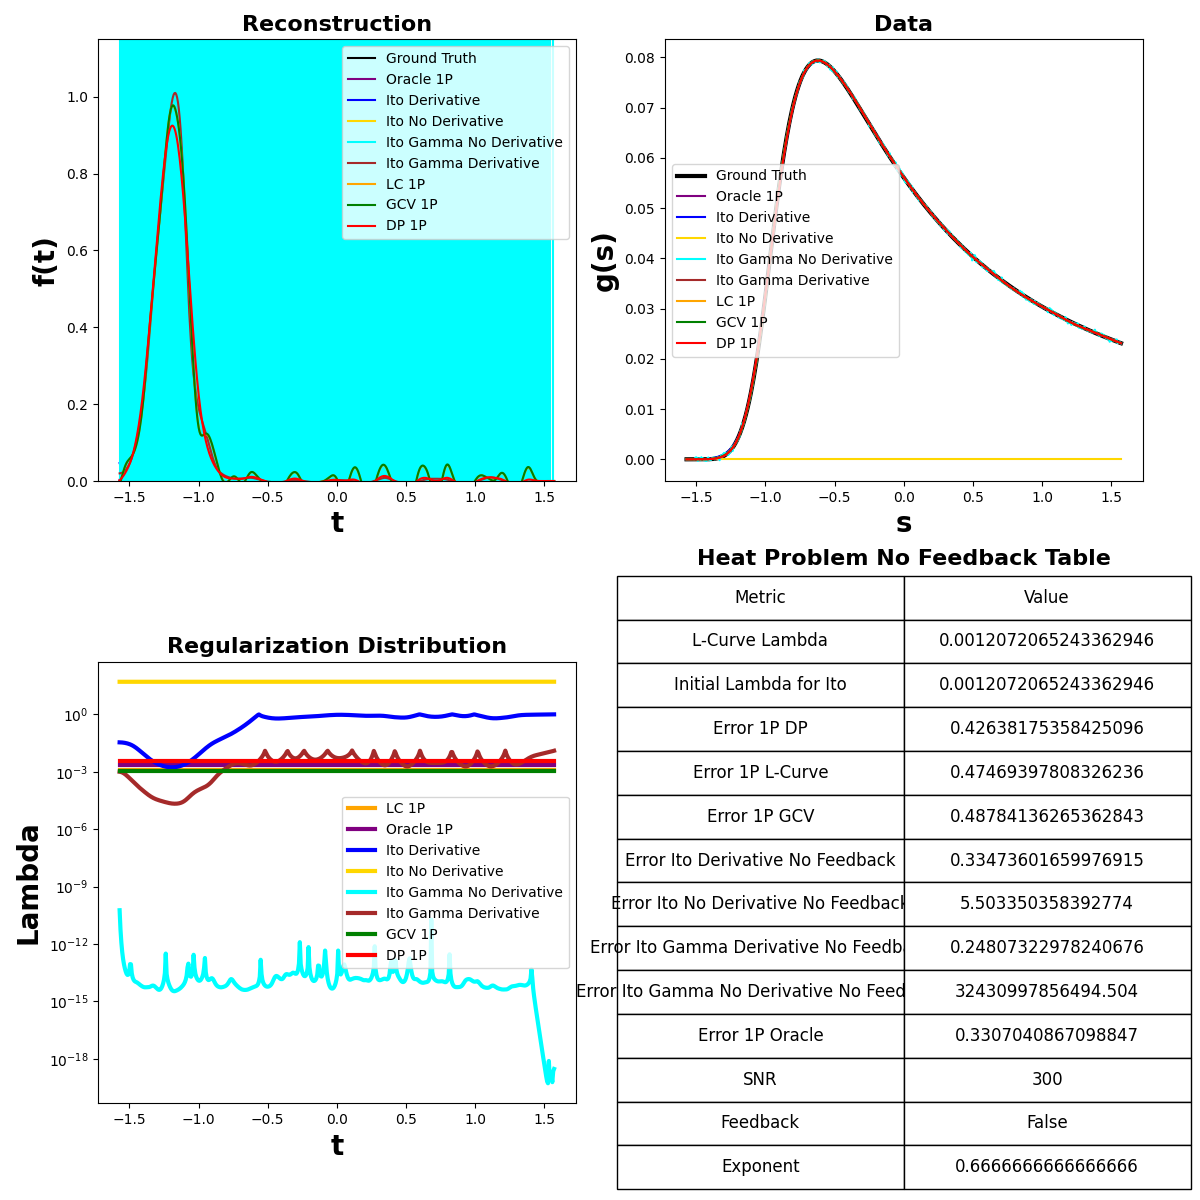 Reconstruction
f(t)
1.0
0.8
0.6
0.4
0.2
0.0
−1.5 −1.0 −0.5 0.0 0.5 1.0 1.5
t
Ground Truth
Oracle 1P
Ito Derivative
Ito No Derivative
Ito Gamma No Derivative
Ito Gamma Derivative
LC 1P
GCV 1P
DP 1P
Data
g(s)
0.08
0.07
0.06
0.05
0.04
0.03
0.02
0.01
0.00
−1.5 −1.0 −0.5 0.0 0.5 1.0 1.5
s
Ground Truth
Oracle 1P
Ito Derivative
Ito No Derivative
Ito Gamma No Derivative
Ito Gamma Derivative
LC 1P
GCV 1P
DP 1P
Regularization Distribution
Lambda
10^0
10^−3
10^−6
10^−9
10^−12
10^−15
10^−18
−1.5 −1.0 −0.5 0.0 0.5 1.0 1.5
t
LC 1P
Oracle 1P
Ito Derivative
Ito No Derivative
Ito Gamma No Derivative
Ito Gamma Derivative
GCV 1P
DP 1P
Heat Problem No Feedback Table
Metric Value
L-Curve Lambda 0.0012072065243362946
Initial Lambda for Ito 0.0012072065243362946
Error 1P DP 0.42638175358425096
Error 1P L-Curve 0.47469397808326236
Error 1P GCV 0.48784136265362843
Error Ito Derivative No Feedback 0.33473601659976915
Error Ito No Derivative No Feedback 5.503350358392774
Error Ito Gamma Derivative No Feedb 0.24807322978240676
Error Ito Gamma No Derivative No Feed 32430997856494.504
Error 1P Oracle 0.3307040867098847
SNR 300
Feedback False
Exponent 0.6666666666666666